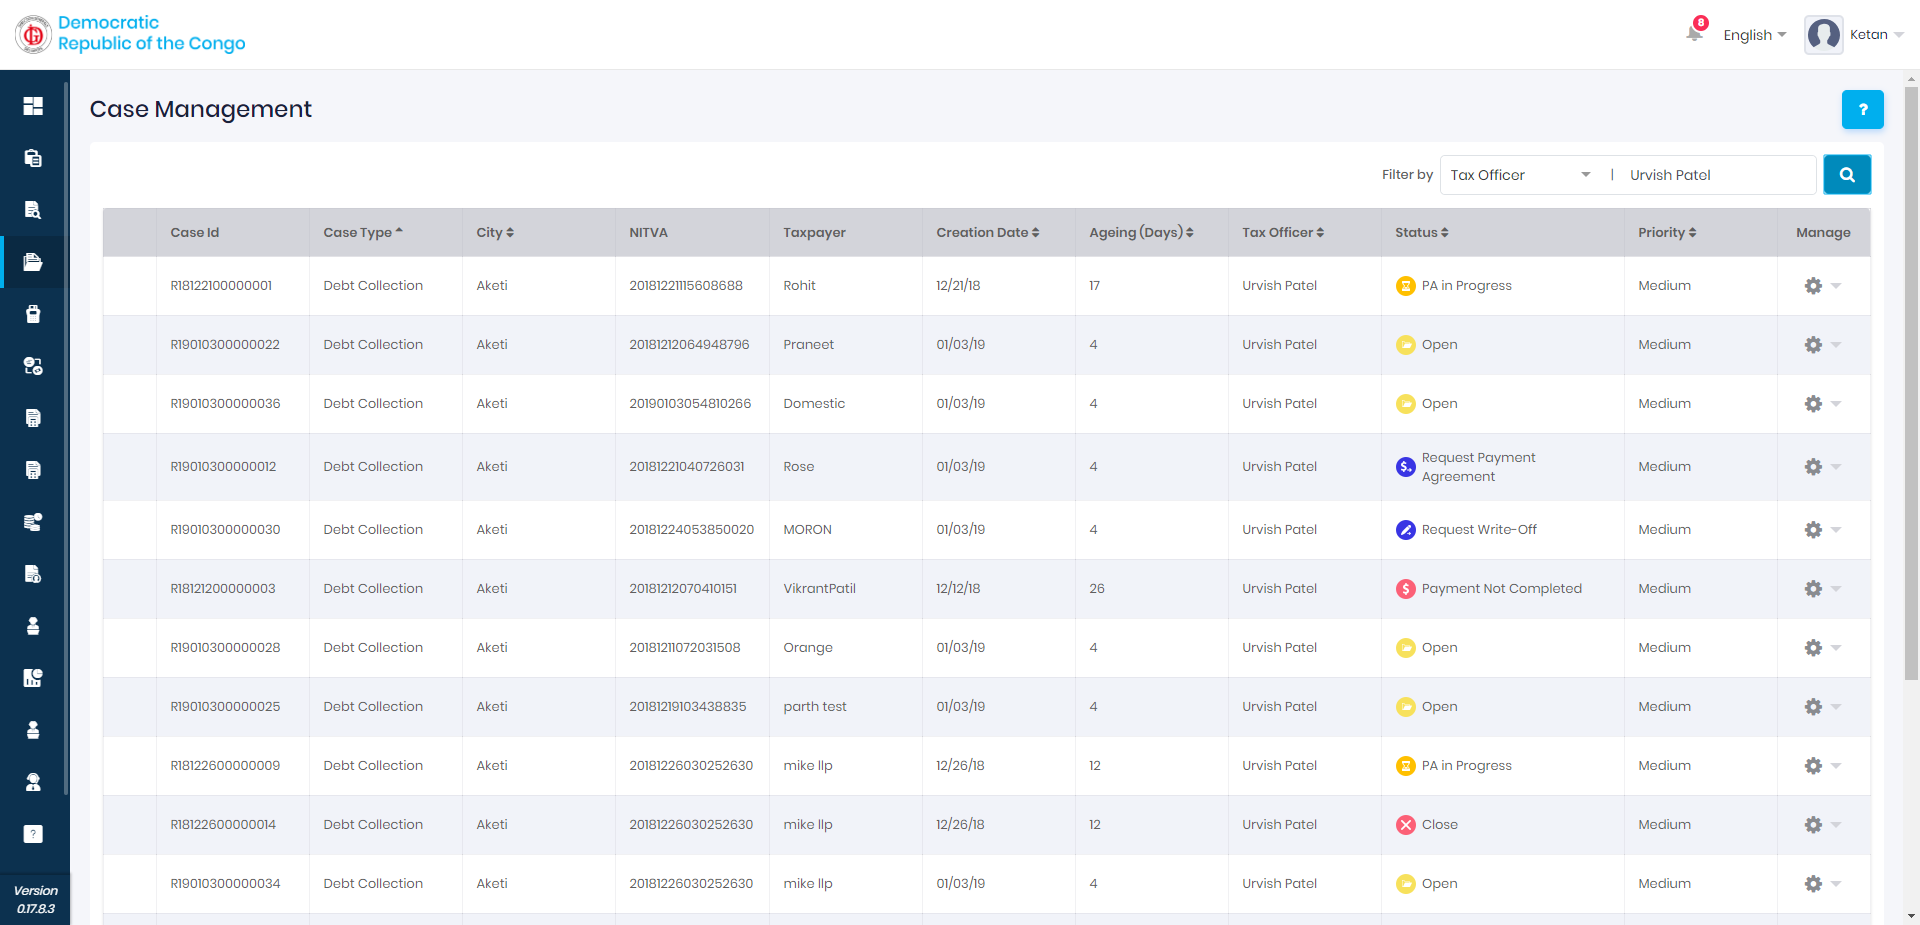 Democratic
Republic of the Congo
8
English
Ketan
Case Management
?
Filter by
Tax Officer
|
Urvish Patel
Case Id Case Type City NITVA Taxpayer Creation Date Ageing (Days) Tax Officer Status Priority Manage
R18122100000001 Debt Collection Aketi 20181221115608688 Rohit 12/21/18 17 Urvish Patel PA in Progress Medium
R19010300000022 Debt Collection Aketi 20181212064948796 Praneet 01/03/19 4 Urvish Patel Open Medium
R19010300000036 Debt Collection Aketi 20190103054810266 Domestic 01/03/19 4 Urvish Patel Open Medium
R19010300000012 Debt Collection Aketi 20181221040726031 Rose 01/03/19 4 Urvish Patel Request Payment
Agreement Medium
R19010300000030 Debt Collection Aketi 20181224053850020 MORON 01/03/19 4 Urvish Patel Request Write-Off Medium
R18121200000003 Debt Collection Aketi 20181212070410151 VikrantPatil 12/12/18 26 Urvish Patel Payment Not Completed Medium
R19010300000028 Debt Collection Aketi 20181211072031508 Orange 01/03/19 4 Urvish Patel Open Medium
R19010300000025 Debt Collection Aketi 20181219103438835 parth test 01/03/19 4 Urvish Patel Open Medium
R18122600000009 Debt Collection Aketi 20181226030252630 mike llp 12/26/18 12 Urvish Patel PA in Progress Medium
R18122600000014 Debt Collection Aketi 20181226030252630 mike llp 12/26/18 12 Urvish Patel Close Medium
R19010300000034 Debt Collection Aketi 20181226030252630 mike llp 01/03/19 4 Urvish Patel Open Medium
?
Version
0.17.8.3